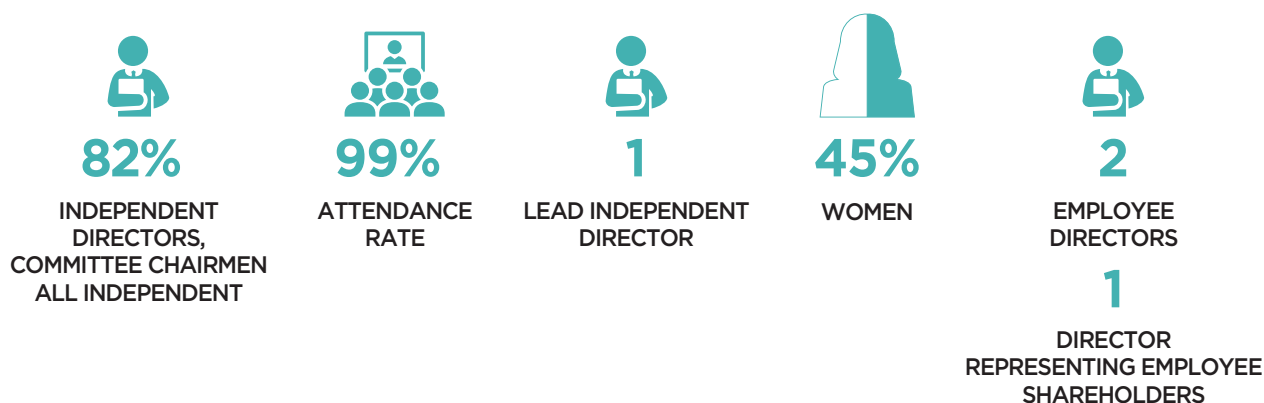 82%
INDEPENDENT
DIRECTORS,
COMMITTEE CHAIRMEN
ALL INDEPENDENT
99%
ATTENDANCE
RATE
1
LEAD INDEPENDENT
DIRECTOR
45%
WOMEN
2
EMPLOYEE
DIRECTORS
1
DIRECTOR
REPRESENTING EMPLOYEE
SHAREHOLDERS